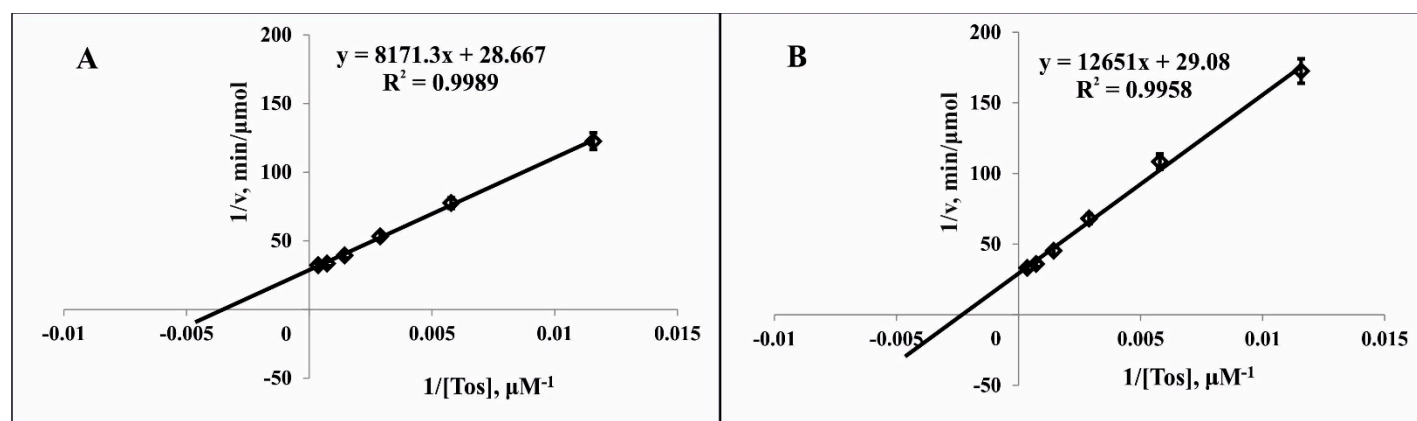 A
y = 8171.3x + 28.667
R² = 0.9989
1/v, min/μmol
200
150
100
50
0
-50
-0.01
-0.005
0.005
0.01
0.015
1/[Tos], μM⁻¹
B
y = 12651x + 29.08
R² = 0.9958
1/v, min/μmol
200
150
100
50
0
-50
-0.01
-0.005
0.005
0.01
0.015
1/[Tos], μM⁻¹